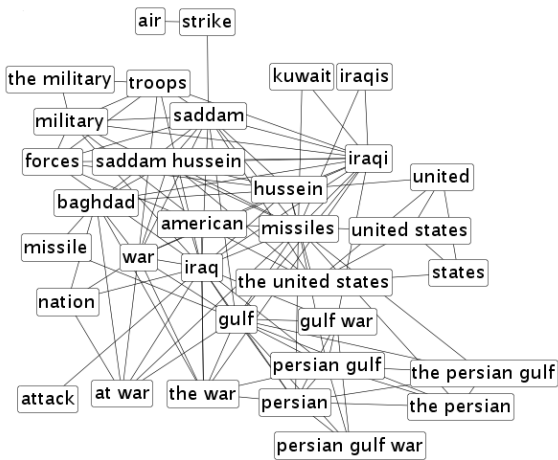 air
strike
the military
troops
kuwait
iraqis
military
saddam
forces
saddam hussein
iraqi
hussein
united
baghdad
american
missiles
united states
missile
war
iraq
the united states
states
nation
gulf
gulf war
persian gulf
the persian gulf
attack
at war
the war
persian
the persian
persian gulf war